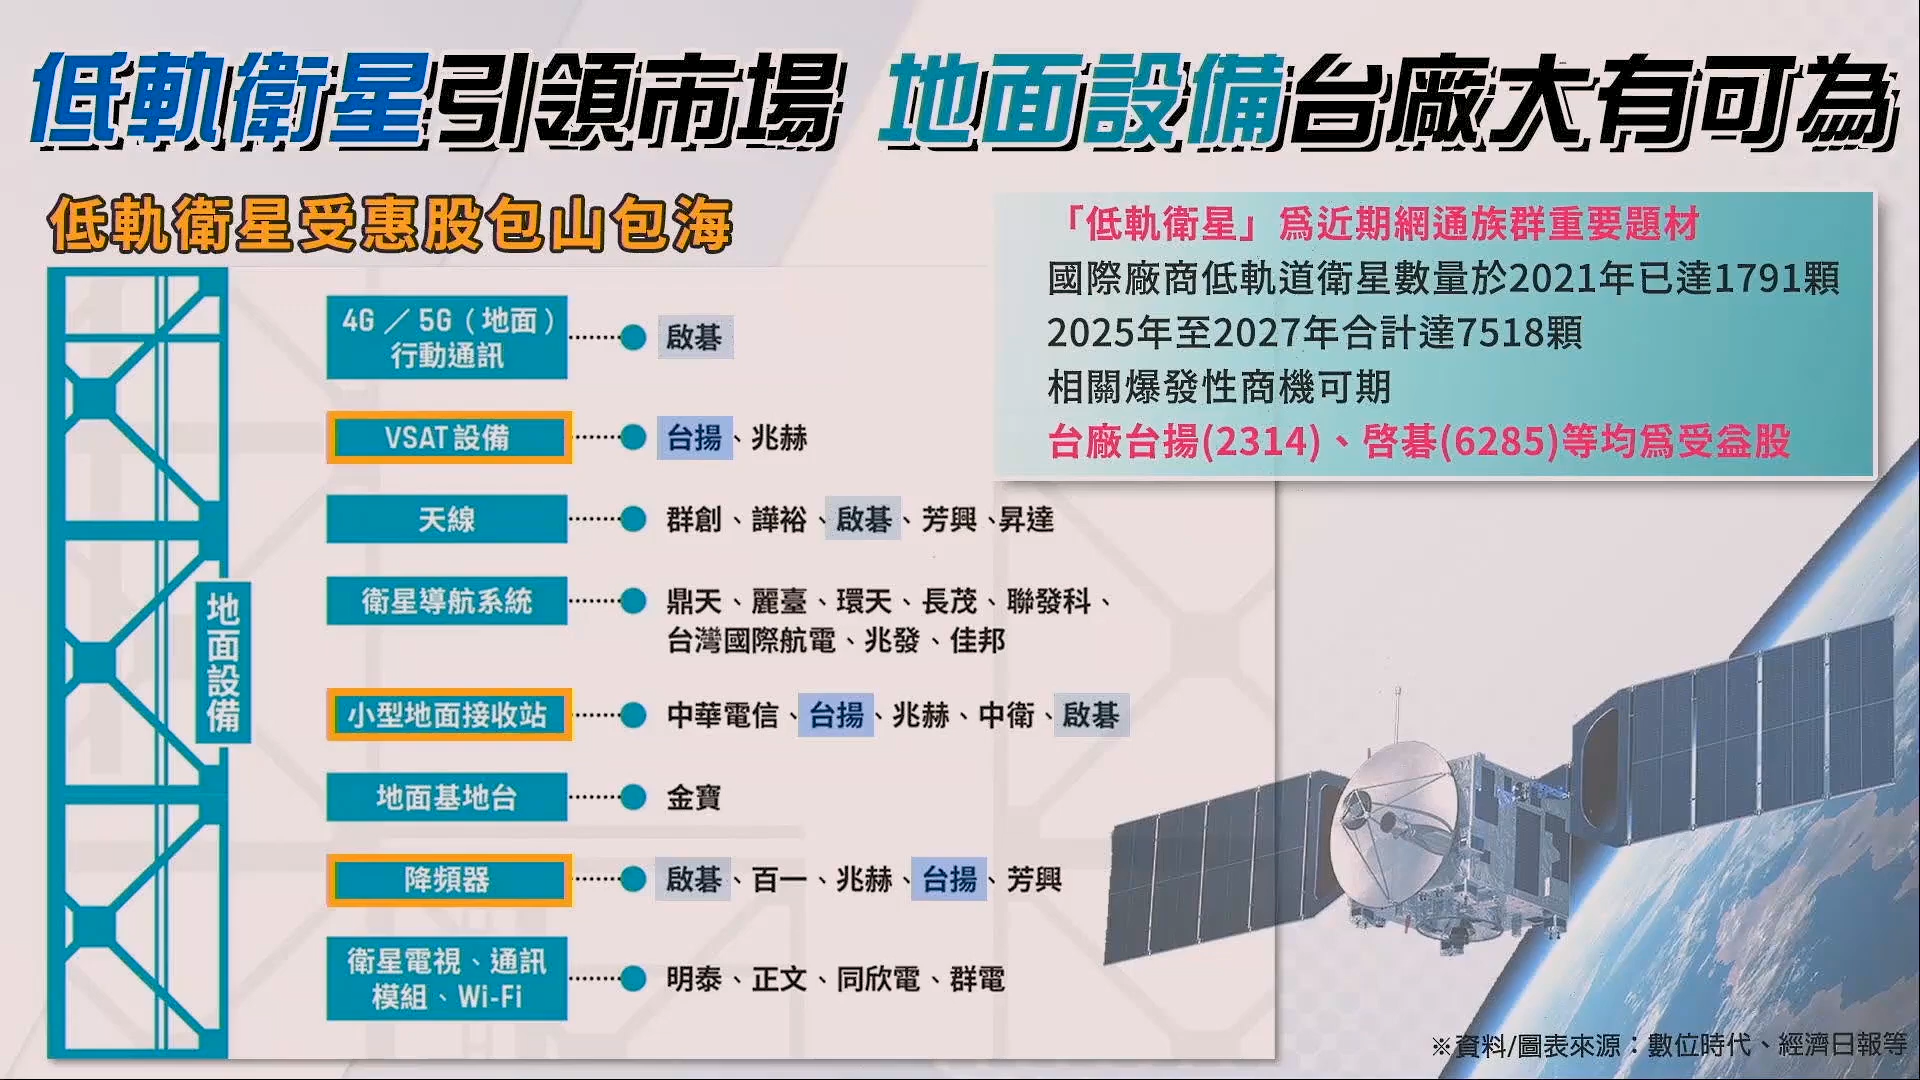 低軌衛星引領市場 地面設備台廠大有可為
低軌衛星受惠股包山包海
「低軌衛星」為近期網通族群重要題材
國際廠商低軌道衛星數量於2021年已達1791顆
2025年至2027年合計達7518顆
相關爆發性商機可期
台廠台揚(2314)、啓碁(6285)等均為受益股
地面設備
4G／5G（地面）
行動通訊
啟碁
VSAT設備
台揚、兆赫
天線
群創、譁裕、啟碁、芳興、昇達
衛星導航系統
鼎天、麗臺、環天、長茂、聯發科、
台灣國際航電、兆發、佳邦
小型地面接收站
中華電信、台揚、兆赫、中衛、啟碁
地面基地台
金寶
降頻器
啟碁、百一、兆赫、台揚、芳興
衛星電視、通訊
模組、Wi-Fi
明泰、正文、同欣電、群電
※資料/圖表來源：數位時代、經濟日報等